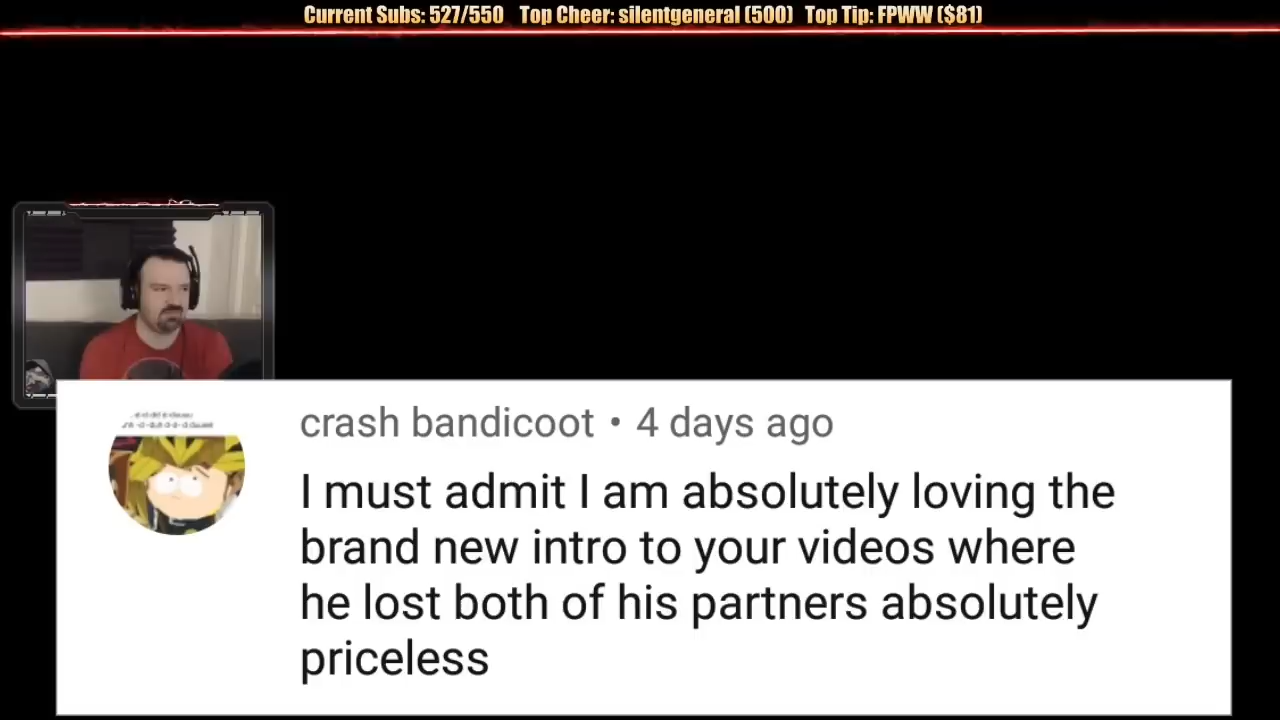 Current Subs: 527/550 Top Cheer: silentgeneral (500) Top Tip: FPWW ($81)
crash bandicoot • 4 days ago
I must admit I am absolutely loving the
brand new intro to your videos where
he lost both of his partners absolutely
priceless